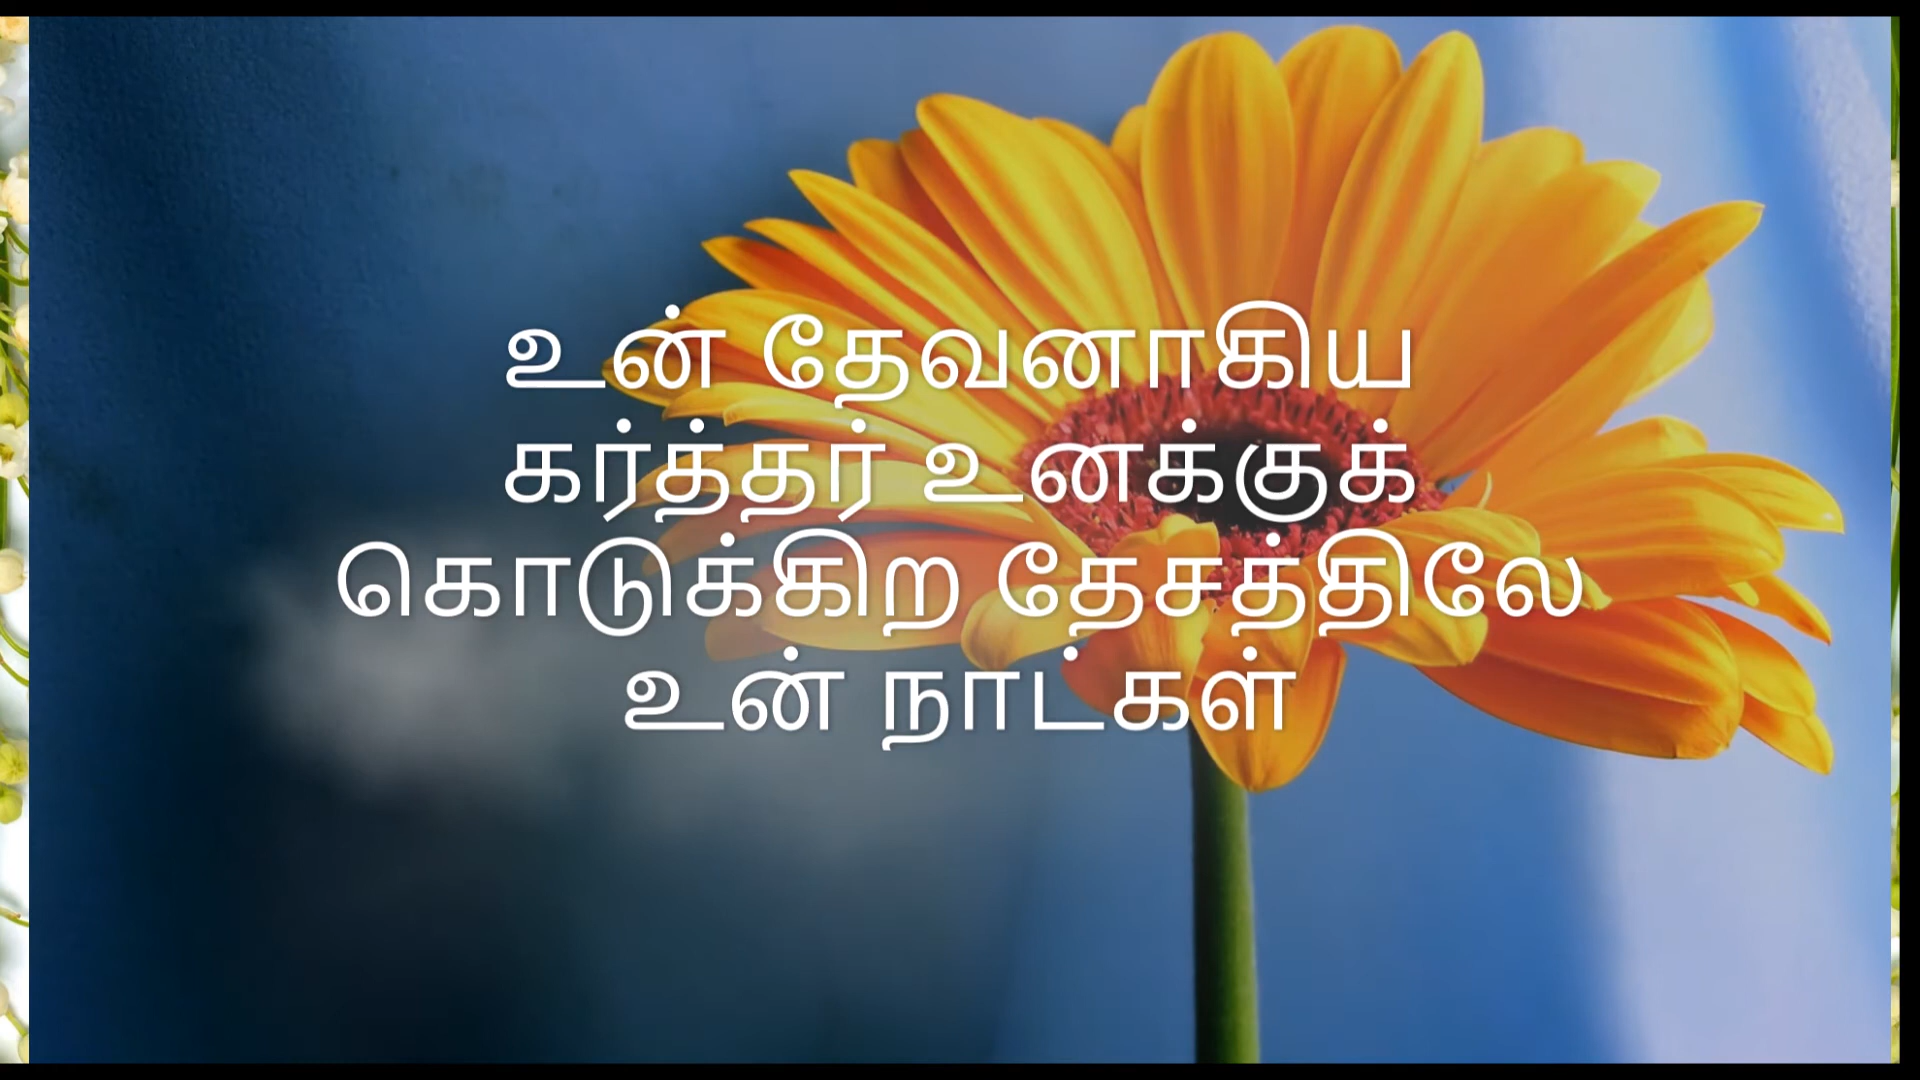 உன் தேவனாகிய
கர்த்தர் உனக்குக்
கொடுக்கிற தேசத்திலே
உன் நாட்கள்